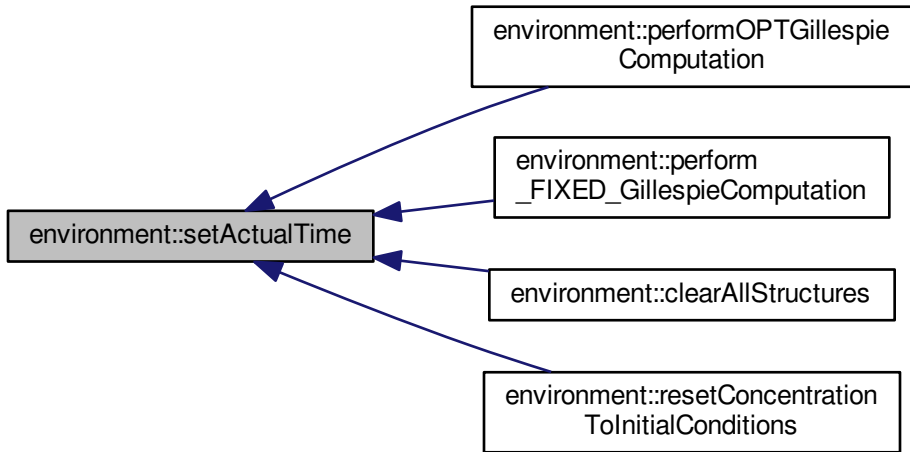 environment::performOPTGillespie
Computation
environment::perform
_FIXED_GillespieComputation
environment::setActualTime
environment::clearAllStructures
environment::resetConcentration
ToInitialConditions